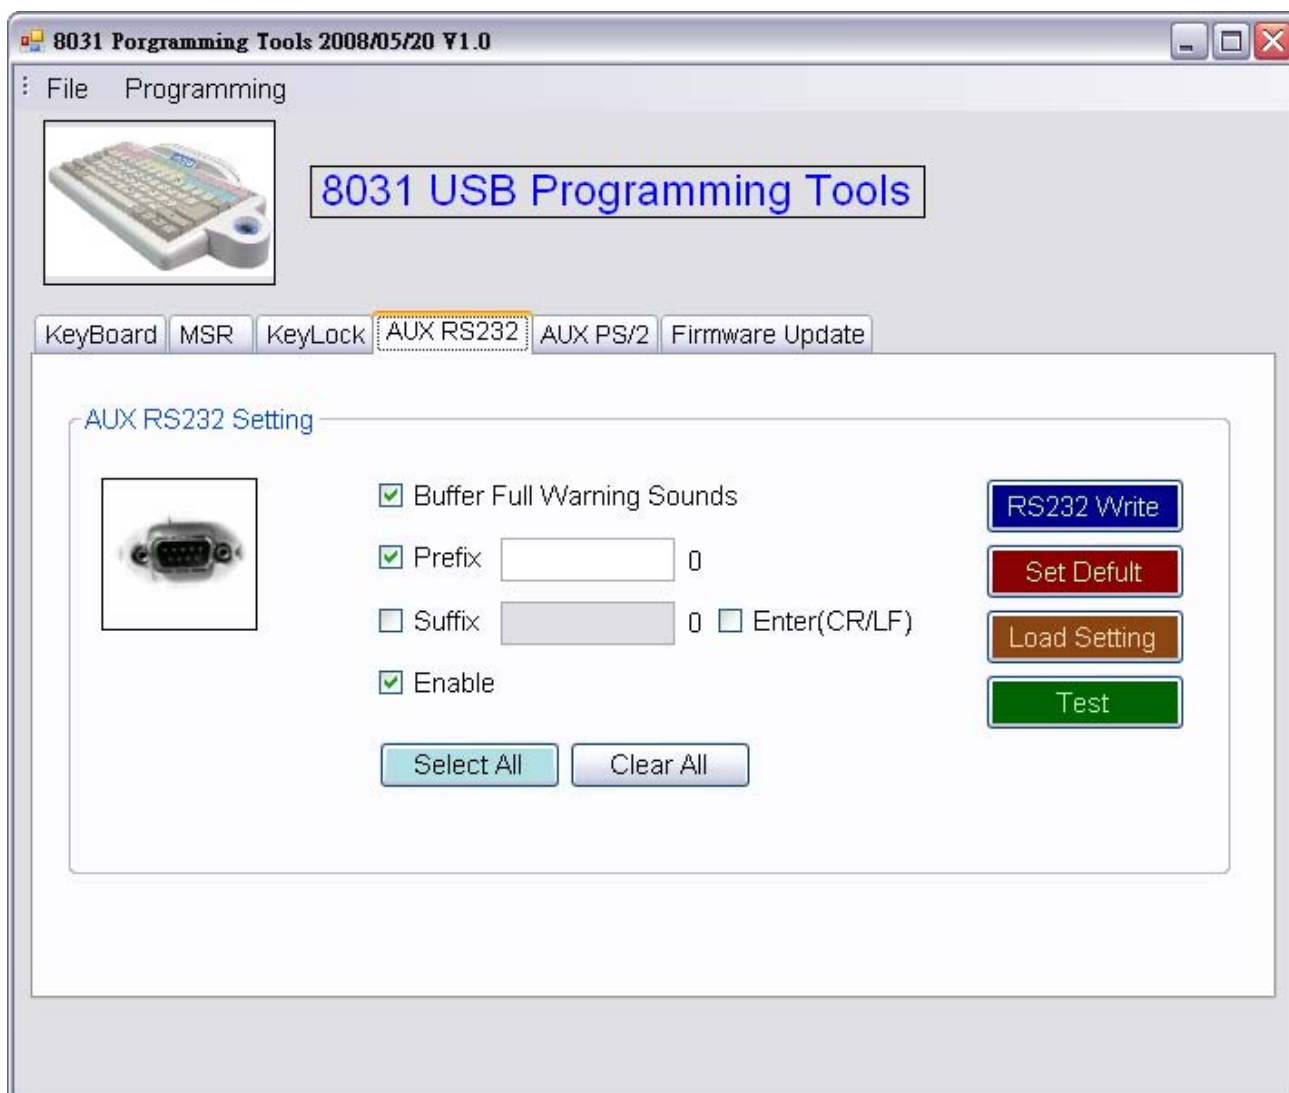 8031 Porgramming Tools 2008/05/20 V1.0
File Programming
8031 USB Programming Tools
KeyBoard MSR KeyLock AUX RS232 AUX PS/2 Firmware Update
AUX RS232 Setting
Buffer Full Warning Sounds
RS232 Write
Prefix 0
Set Defult
Suffix 0 Enter(CR/LF)
Load Setting
Enable
Test
Select All Clear All